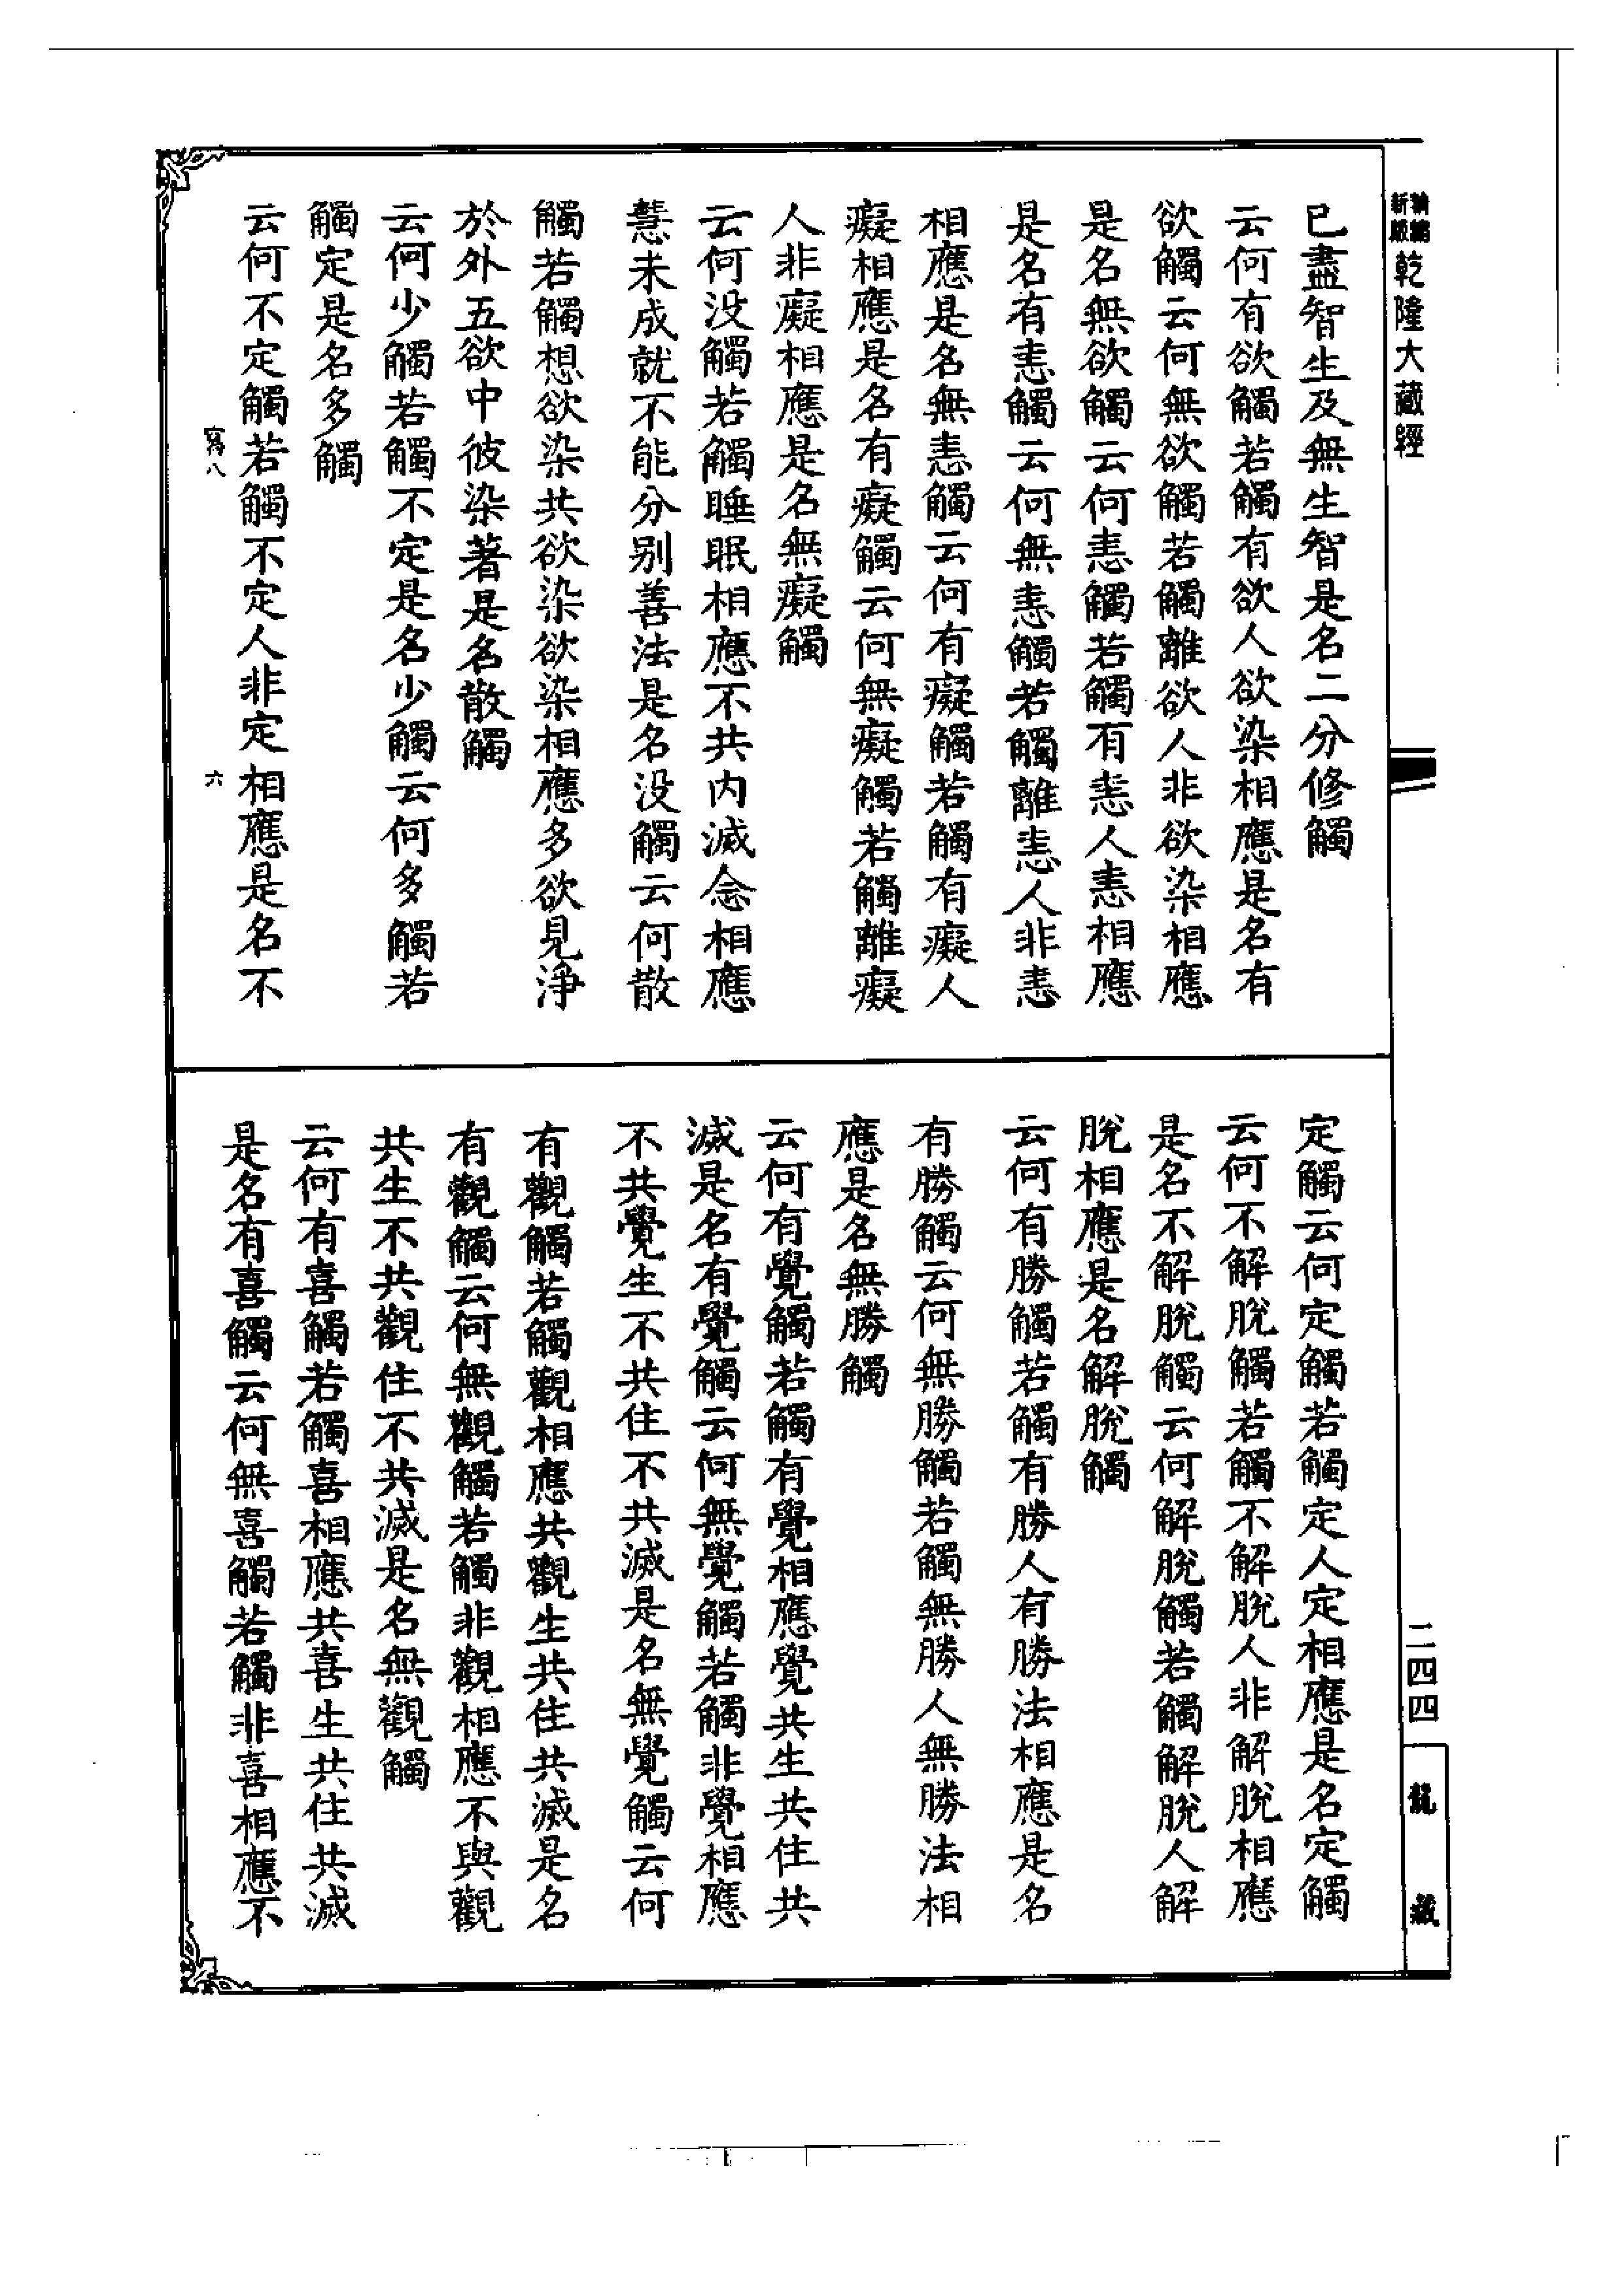 新編
新版
乾隆大藏經
已盡智生及無生智是名二分修觸
云何有欲觸若觸有欲人欲染相應是名有
欲觸云何無欲觸若觸離欲人非欲染相應
是名無欲觸云何恚觸若觸有恚人恚相應
是名有恚觸云何無恚觸若觸離恚人非恚
相應是名無恚觸云何有癡觸若觸有癡人
癡相應是名有癡觸云何無癡觸若觸離癡
人非癡相應是名無癡觸
云何没觸若觸睡眠相應不共内滅念相應
慧未成就不能分别善法是名没觸云何散
觸若觸想欲染共欲染欲染相應多欲見淨
於外五欲中彼染著是名散觸
云何少觸若觸不定是名少觸云何多觸若
觸定是名多觸
云何不定觸若觸不定人非定相應是名不
八
六
定觸云何定觸若觸定人定相應是名定觸
云何不解脫觸若觸不解脫人非解脫相應
是名不解脫觸云何解脫觸若觸解脫人解
脫相應是名解脫觸
云何有勝觸若觸有勝人有勝法相應是名
有勝觸云何無勝觸若觸無勝人無勝法相
應是名無勝觸
云何有覺觸若觸有覺相應覺共生共住共
滅是名有覺觸云何無覺觸若觸非覺相應
不共覺生不共住不共滅是名無覺觸云何
有觀觸若觸觀相應共觀生共住共滅是名
有觀觸云何無觀觸若觸非觀相應不與觀
共生不共觀住不共滅是名無觀觸
云何有喜觸若觸喜相應共喜生共住共滅
是名有喜觸云何無喜觸若觸非喜相應不
二四四
龍藏